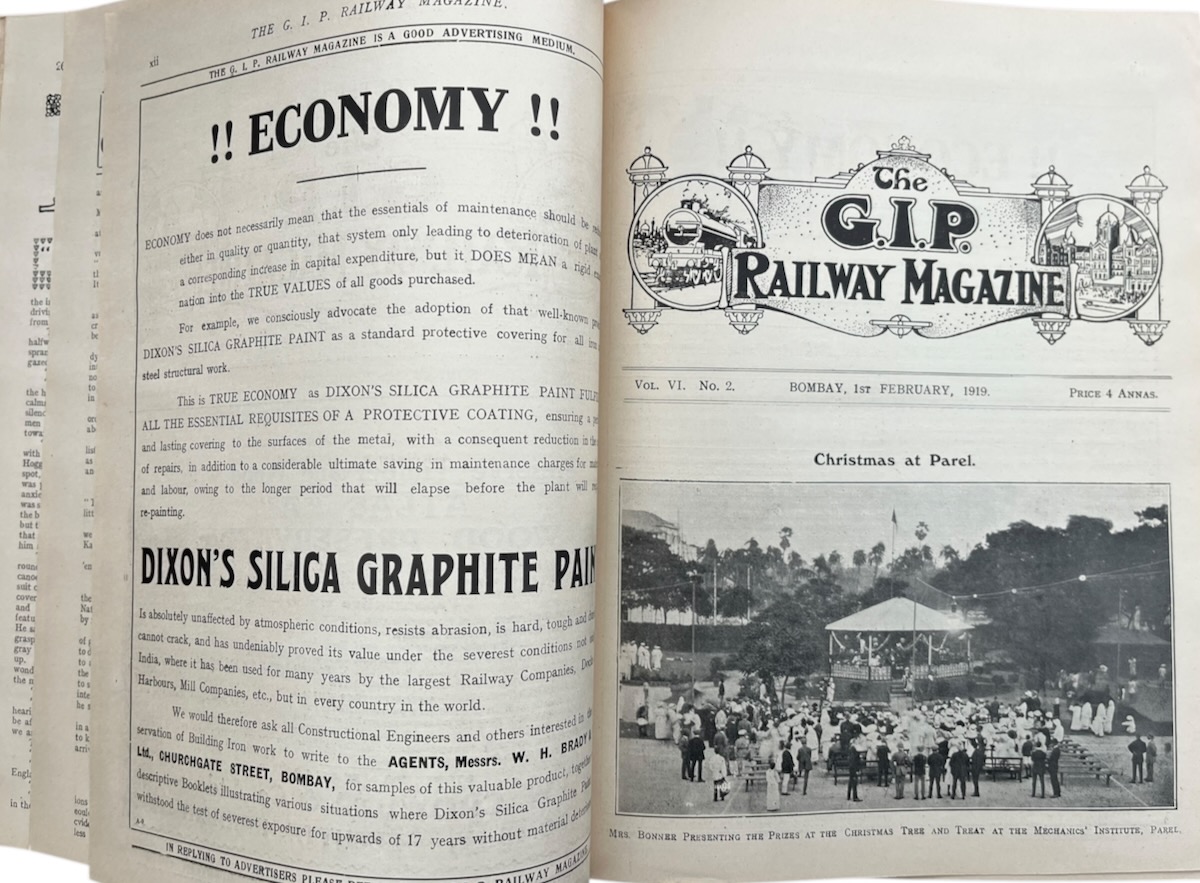 THE G. I. P. RAILWAY MAGAZINE.
xii
THE G. I. P. RAILWAY MAGAZINE IS A GOOD ADVERTISING MEDIUM.
!! ECONOMY !!
ECONOMY does not necessarily mean that the essentials of maintenance should be
either in quality or quantity, that system only leading to deterioration of
a corresponding increase in capital expenditure, but it DOES MEAN a rigid
nation into the TRUE VALUES of all goods purchased.
For example, we consciously advocate the adoption of that well-known
DIXON'S SILICA GRAPHITE PAINT as a standard protective covering for all
steel structural work.
This is TRUE ECONOMY as DIXON'S SILICA GRAPHITE PAINT
ALL THE ESSENTIAL REQUISITES OF A PROTECTIVE COATING, ensuring a
and lasting covering to the surfaces of the metal, with a consequent reduction in
of repairs, in addition to a considerable ultimate saving in maintenance charges for
and labour, owing to the longer period that will elapse before the plant will
re-painting.
DIXON'S SILICA GRAPHITE PAIN
Is absolutely unaffected by atmospheric conditions, resists abrasion, is hard, tough and
cannot crack, and has undeniably proved its value under the severest conditions not
India, where it has been used for many years by the largest Railway Companies,
Harbours, Mill Companies, etc., but in every country in the world.
We would therefore ask all Constructional Engineers and others interested in
servation of Building Iron work to write to the AGENTS, Messrs. W. H. BRADY
Ltd., CHURCHGATE STREET, BOMBAY, for samples of this valuable product,
descriptive Booklets illustrating various situations where Dixon's Silica Graphite
withstood the test of severest exposure for upwards of 17 years without material
A-8.
IN REPLYING TO ADVERTISERS PLEASE RAILWAY MAGAZINE
The
G.I.P.
RAILWAY MAGAZINE
VOL. VI. No. 2.
BOMBAY, 1ST FEBRUARY, 1919.
PRICE 4 ANNAS.
Christmas at Parel.
MRS. BONNER PRESENTING THE PRIZES AT THE CHRISTMAS TREE AND TREAT AT THE MECHANICS' INSTITUTE, PAREL.